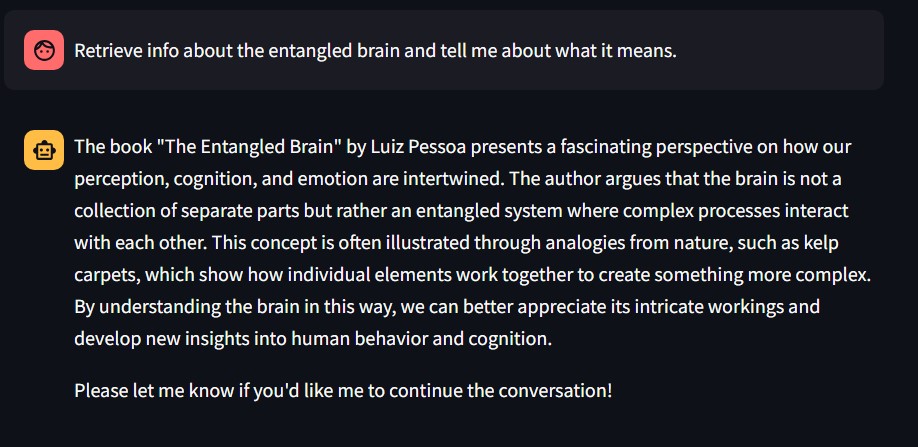 Retrieve info about the entangled brain and tell me about what it means.
The book "The Entangled Brain" by Luiz Pessoa presents a fascinating perspective on how our
perception, cognition, and emotion are intertwined. The author argues that the brain is not a
collection of separate parts but rather an entangled system where complex processes interact
with each other. This concept is often illustrated through analogies from nature, such as kelp
carpets, which show how individual elements work together to create something more complex.
By understanding the brain in this way, we can better appreciate its intricate workings and
develop new insights into human behavior and cognition.
Please let me know if you'd like me to continue the conversation!